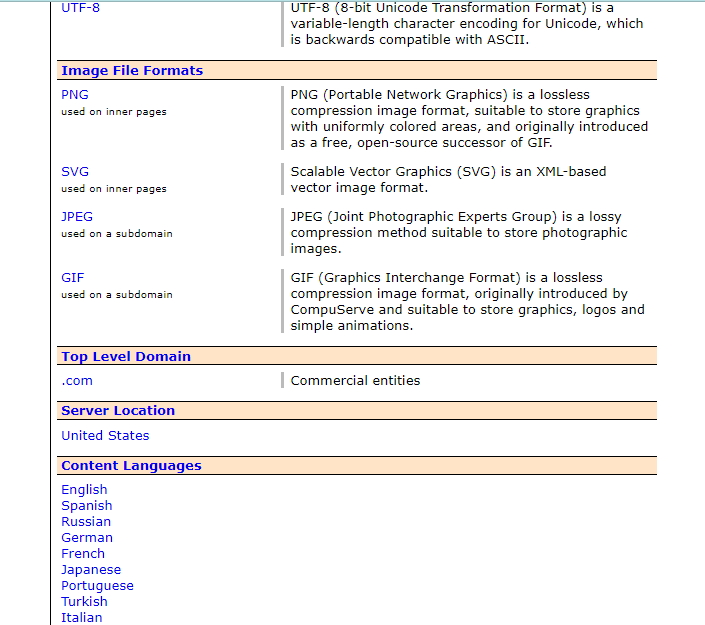 UTF-8
UTF-8 (8-bit Unicode Transformation Format) is a
variable-length character encoding for Unicode, which
is backwards compatible with ASCII.
Image File Formats
PNG
used on inner pages
PNG (Portable Network Graphics) is a lossless
compression image format, suitable to store graphics
with uniformly colored areas, and originally introduced
as a free, open-source successor of GIF.
SVG
used on inner pages
Scalable Vector Graphics (SVG) is an XML-based
vector image format.
JPEG
used on a subdomain
JPEG (Joint Photographic Experts Group) is a lossy
compression method suitable to store photographic
images.
GIF
used on a subdomain
GIF (Graphics Interchange Format) is a lossless
compression image format, originally introduced by
CompuServe and suitable to store graphics, logos and
simple animations.
Top Level Domain
.com
Commercial entities
Server Location
United States
Content Languages
English
Spanish
Russian
German
French
Japanese
Portuguese
Turkish
Italian